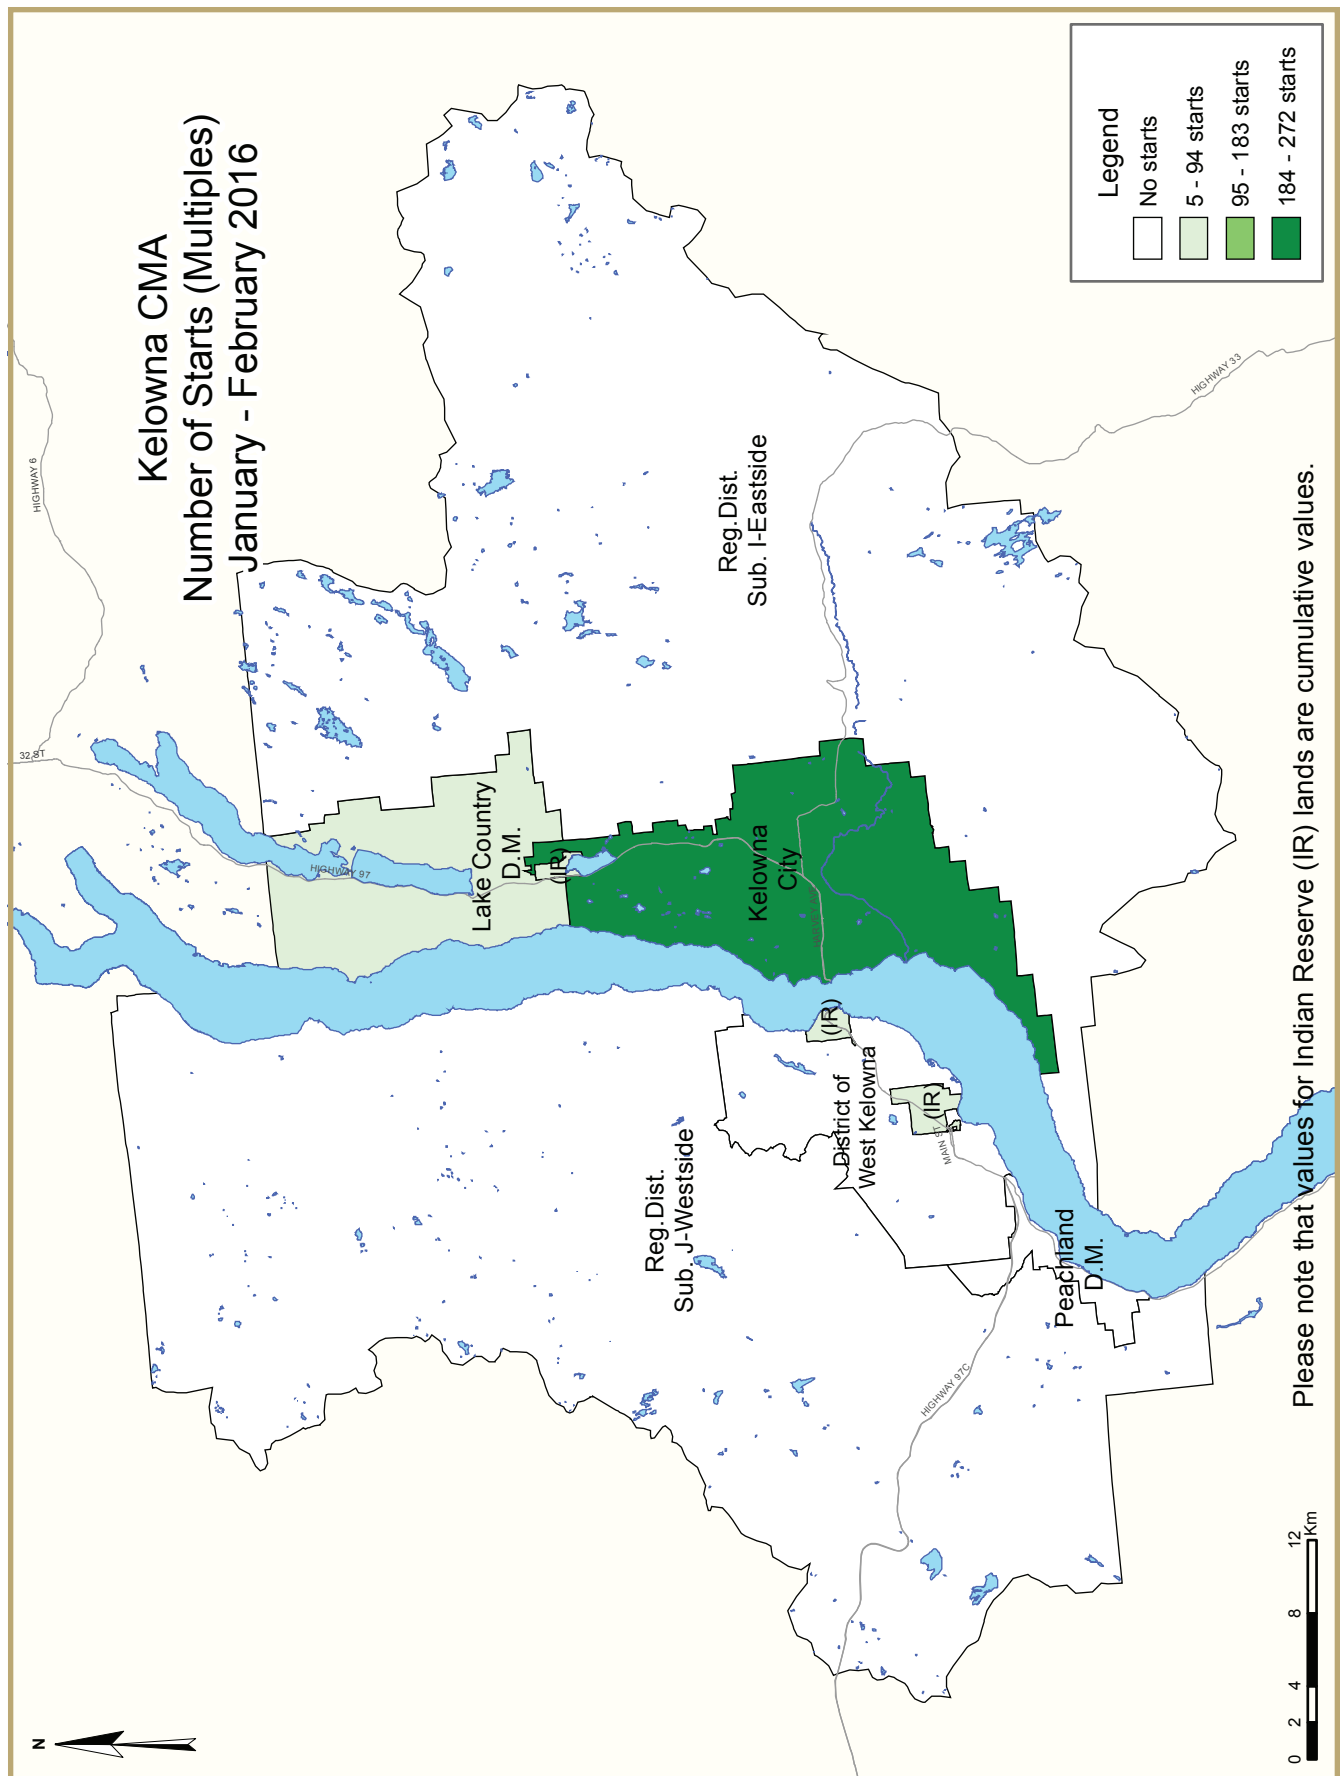 Kelowna CMA
Number of Starts (Multiples)
January - February 2016
HIGHWAY 6
32 ST
HIGHWAY 97
Lake Country
D.M.
(IR)
Kelowna
City
Reg.Dist.
Sub. I-Eastside
HIGHWAY 33
(IR)
District of
West Kelowna
(IR)
MAIN ST
Reg.Dist.
Sub. J-Westside
Peachland
D.M.
HIGHWAY 97C
Legend
No starts
5 - 94 starts
95 - 183 starts
184 - 272 starts
N
0 2 4 8 12
Km
Please note that values for Indian Reserve (IR) lands are cumulative values.